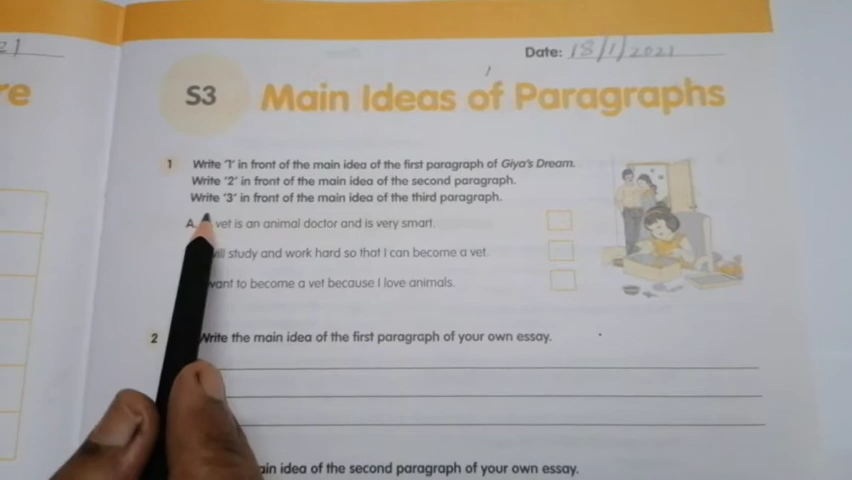 21
re
Date: 18/1/2021
S3 Main Ideas of Paragraphs
1 Write '1' in front of the main idea of the first paragraph of Giya's Dream.
Write '2' in front of the main idea of the second paragraph.
Write '3' in front of the main idea of the third paragraph.
A. vet is an animal doctor and is very smart.
ill study and work hard so that I can become a vet.
want to become a vet because I love animals.
2 Write the main idea of the first paragraph of your own essay.
ain idea of the second paragraph of your own essay.